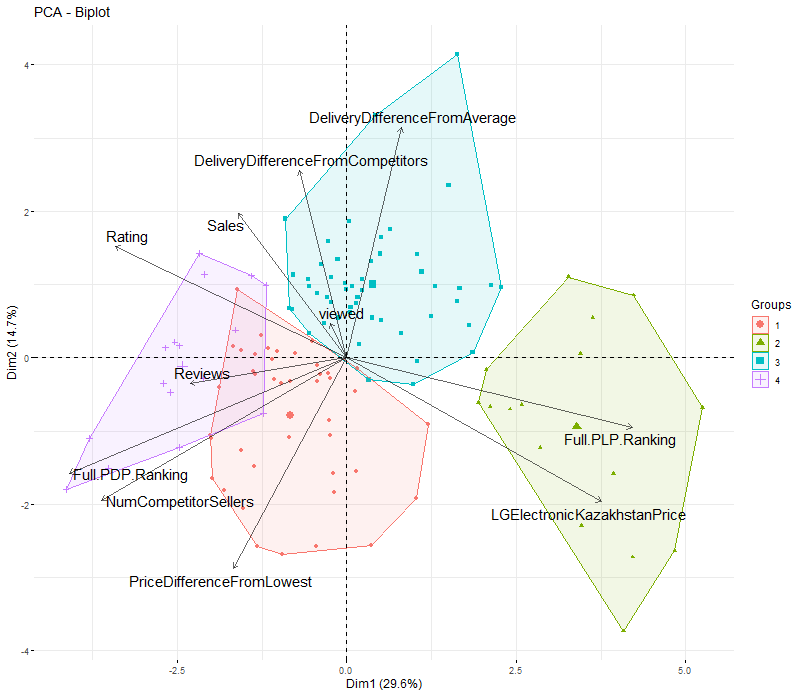 PCA - Biplot
DeliveryDifferenceFromAverage
DeliveryDifferenceFromCompetitors
Sales
Rating
viewed
Reviews
Full.PLP.Ranking
Full.PDP.Ranking
NumCompetitorSellers
LGElectronicKazakhstanPrice
PriceDifferenceFromLowest
4
2
0
-2
-4
Dim2 (14.7%)
-2.5
0.0
2.5
5.0
Dim1 (29.6%)
Groups
1
2
3
4